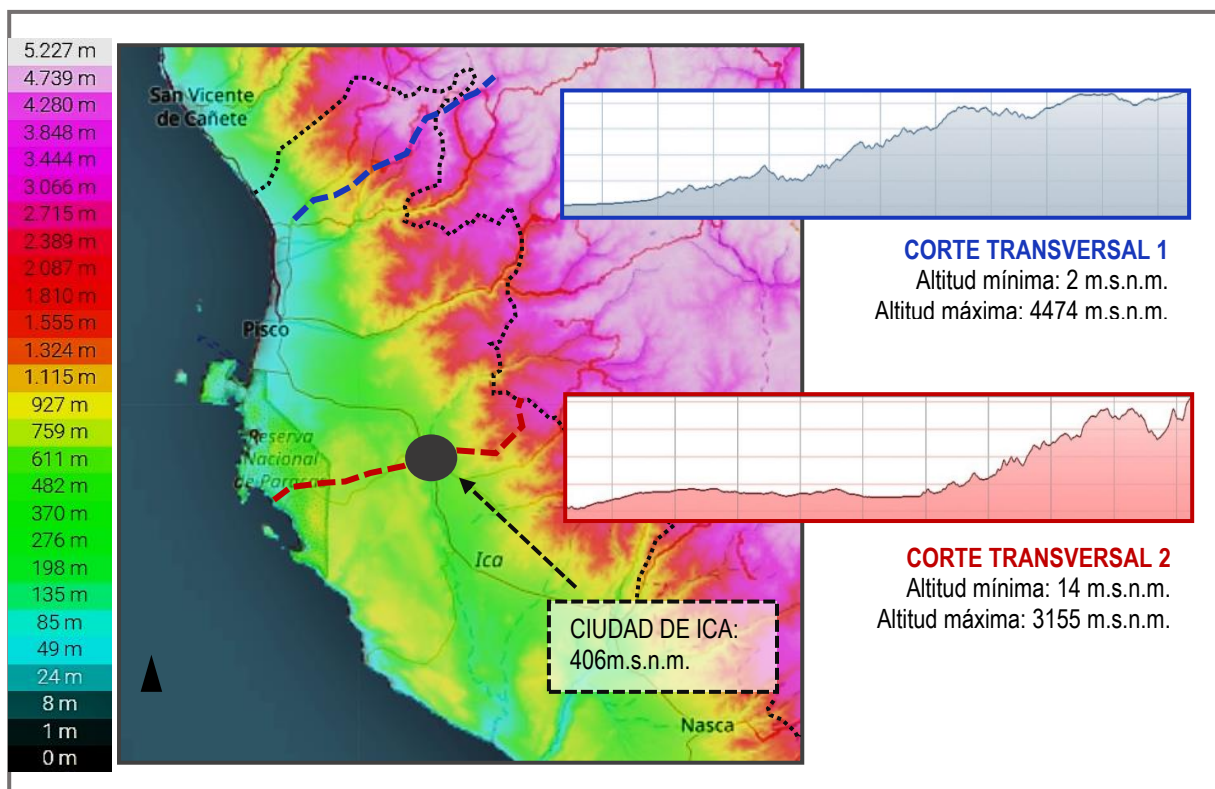 5.227 m
4.739 m
4.280 m
3.848 m
3.444 m
3.066 m
2.715 m
2.389 m
2.087 m
1.810 m
1.555 m
1.324 m
1.115 m
927 m
759 m
611 m
482 m
370 m
276 m
198 m
135 m
85 m
49 m
24 m
8 m
1 m
0 m
San Vicente
de Cañete
Pisco
Reserva
Nacional
de Paracas
Ica
Nasca
CIUDAD DE ICA:
406m.s.n.m.
CORTE TRANSVERSAL 1
Altitud mínima: 2 m.s.n.m.
Altitud máxima: 4474 m.s.n.m.
CORTE TRANSVERSAL 2
Altitud mínima: 14 m.s.n.m.
Altitud máxima: 3155 m.s.n.m.